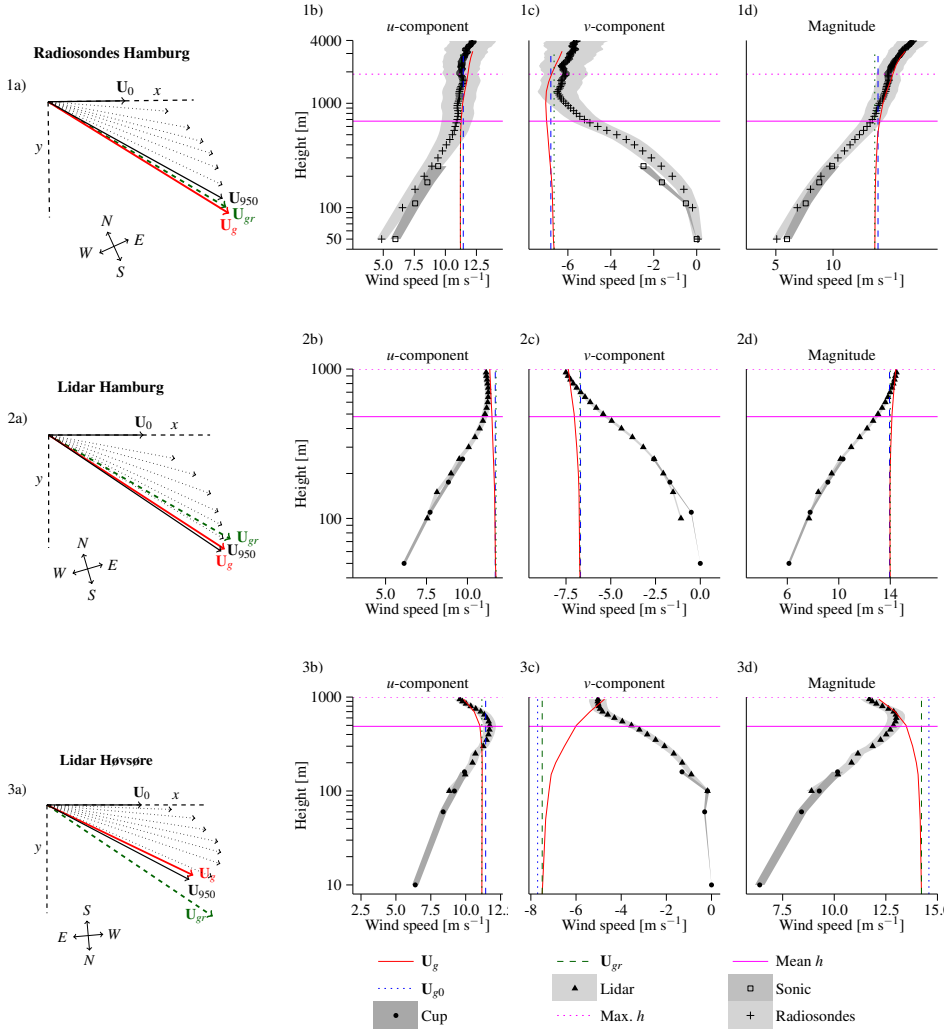 1b) 1c) 1d)
u-component v-component Magnitude
Radiosondes Hamburg
1a)
U0 x
y
U950
Ugr
Ug
N
W E
S
Height [m]
4000
1000
100
50
5.0 7.5 10.0 12.5
Wind speed [m s−1]
-6 -4 -2 0
Wind speed [m s−1]
5 10
Wind speed [m s−1]
2b) 2c) 2d)
u-component v-component Magnitude
Lidar Hamburg
2a)
U0 x
y
Ugr
U950
Ug
N
W E
S
Height [m]
1000
100
5.0 7.5 10.0
Wind speed [m s−1]
-7.5 -5.0 -2.5 0.0
Wind speed [m s−1]
6 10 14
Wind speed [m s−1]
3b) 3c) 3d)
u-component v-component Magnitude
Lidar Høvsøre
3a)
U0 x
y
Ug
U950
Ugr
S
E W
N
Height [m]
1000
100
10
2.5 5.0 7.5 10.0 12.5
Wind speed [m s−1]
-8 -6 -4 -2 0
Wind speed [m s−1]
7.5 10.0 12.5 15.0
Wind speed [m s−1]
Ug Ugr Mean h
Ug0 Lidar Sonic
Cup Max. h Radiosondes